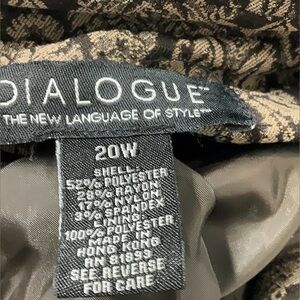 DIALOGUE™
THE NEW LANGUAGE OF STYLE™
20W
SHELL
52% POLYESTER
28% RAYON
17% NYLON
3% SPANDEX
LINING
100% POLYESTER
MADE IN
HONG KONG
RN 81993
SEE REVERSE
FOR CARE